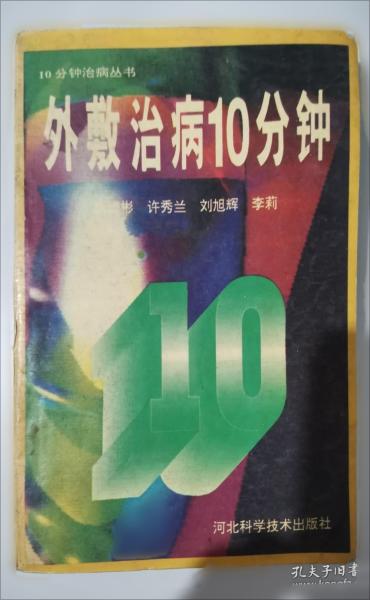 10分钟治病丛书
外敷治病10分钟
彬 许秀兰 刘旭辉 李莉
10
河北科学技术出版社
孔夫子旧书